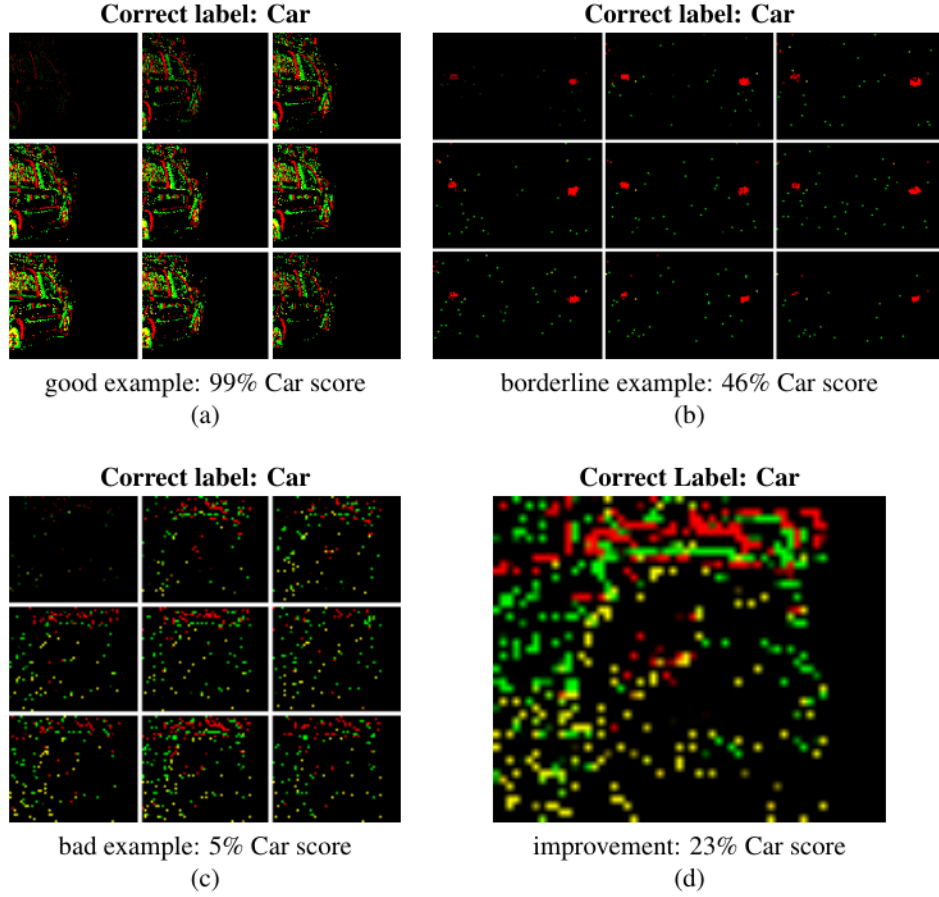 Correct label: Car
Correct label: Car
good example: 99% Car score
(a)
borderline example: 46% Car score
(b)
Correct label: Car
Correct Label: Car
bad example: 5% Car score
(c)
improvement: 23% Car score
(d)